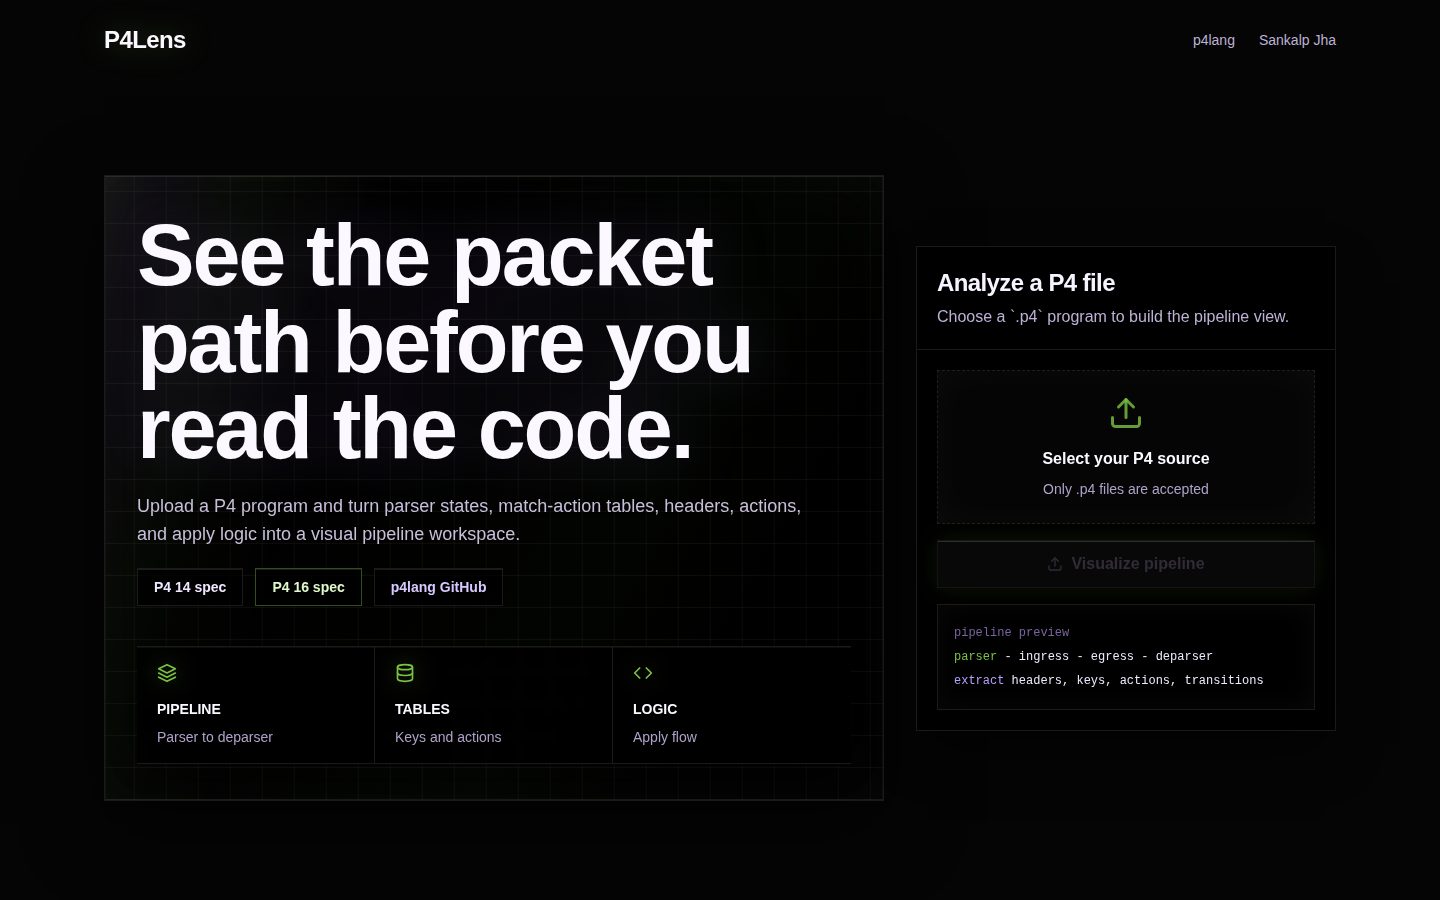 P4Lens
p4lang
Sankalp Jha
See the packet
path before you
read the code.
Upload a P4 program and turn parser states, match-action tables, headers, actions,
and apply logic into a visual pipeline workspace.
P4 14 spec
P4 16 spec
p4lang GitHub
PIPELINE
Parser to deparser
TABLES
Keys and actions
LOGIC
Apply flow
Analyze a P4 file
Choose a `.p4` program to build the pipeline view.
Select your P4 source
Only .p4 files are accepted
Visualize pipeline
pipeline preview
parser - ingress - egress - deparser
extract headers, keys, actions, transitions